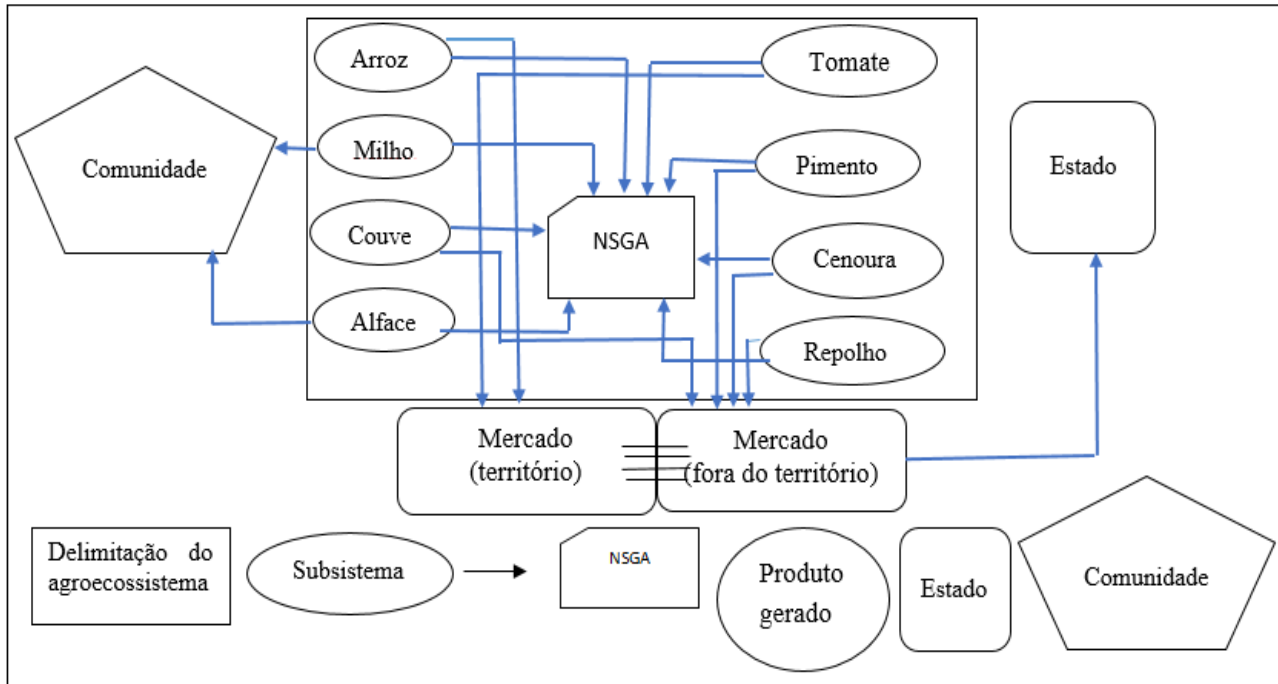 Arroz
Tomate
Comunidade
Milho
Pimento
Estado
Couve
NSGA
Cenoura
Alface
Repolho
Mercado
(território)
Mercado
(fora do território)
Delimitação do
agroecossistema
Subsistema
NSGA
Produto
gerado
Estado
Comunidade